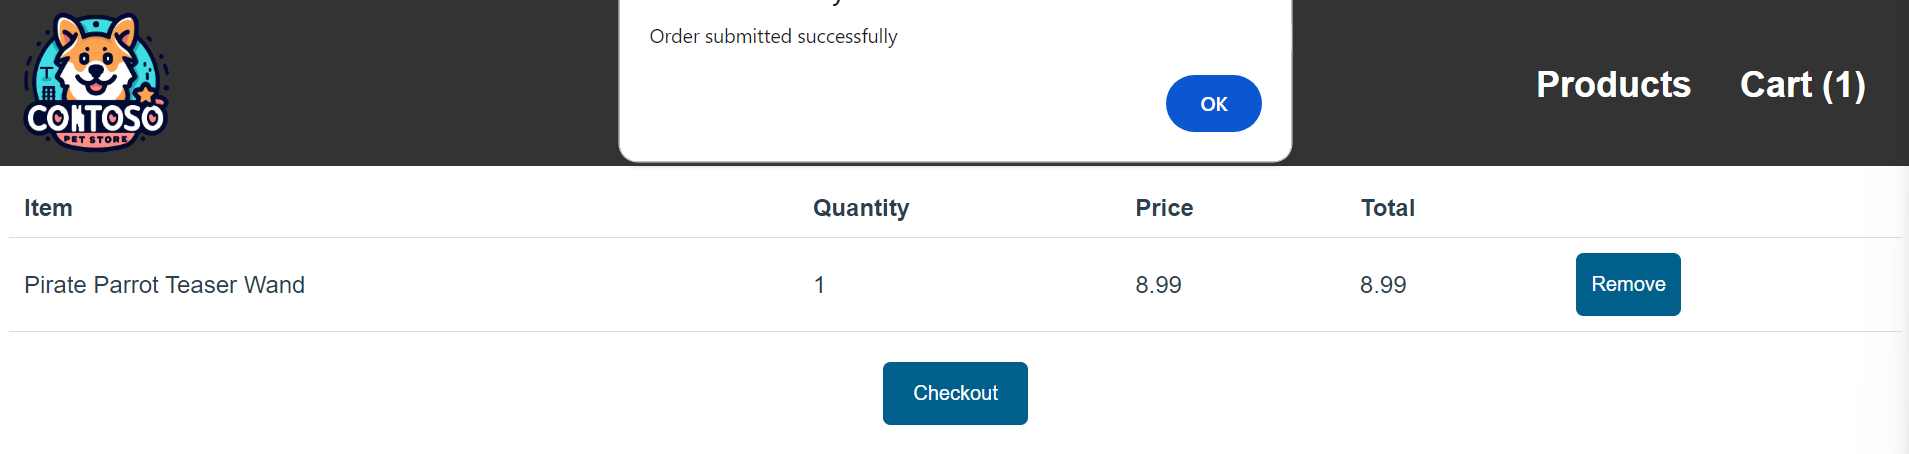 Order submitted successfully
OK
CONTOSO
PET STORE
Products Cart (1)
Item Quantity Price Total
Pirate Parrot Teaser Wand 1 8.99 8.99 Remove
Checkout